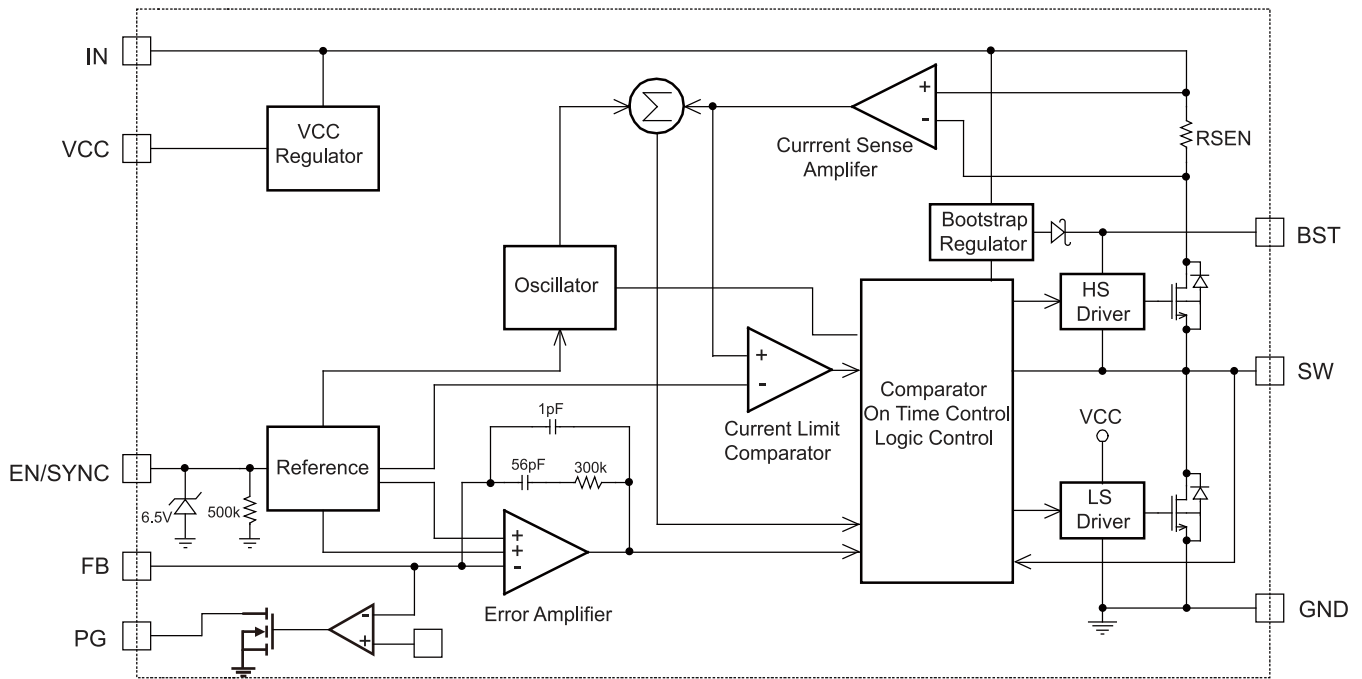 IN
VCC
VCC
Regulator
Σ
+
-
Currrent Sense
Amplifer
RSEN
Bootstrap
Regulator
BST
Oscillator
HS
Driver
+
-
Current Limit
Comparator
Comparator
On Time Control
Logic Control
SW
VCC
EN/SYNC
Reference
1pF
56pF
300k
6.5V
500k
LS
Driver
+
+
-
Error Amplifier
FB
PG
-
+
GND